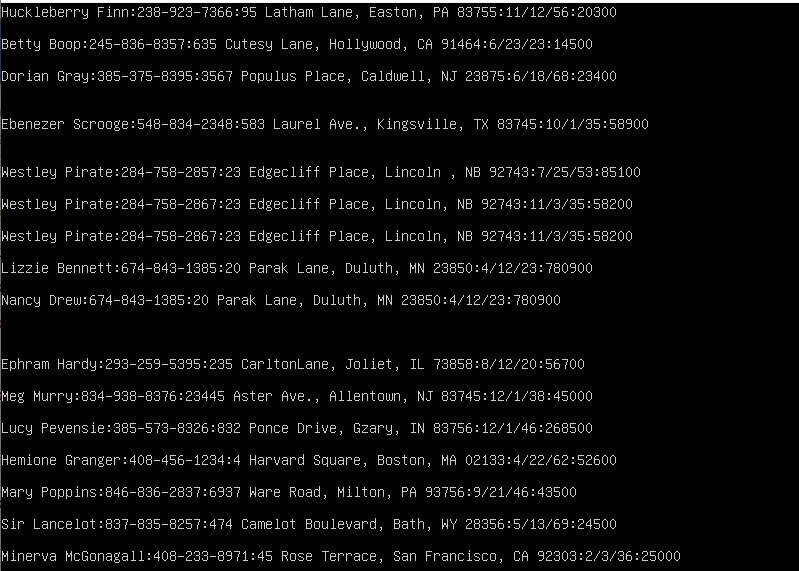 Huckleberry Finn:238-923-7366:95 Latham Lane, Easton, PA 83755:11/12/56:20300
Betty Boop:245-836-8357:635 Cutesy Lane, Hollywood, CA 91464:6/23/23:14500
Dorian Gray:385-375-8395:3567 Populus Place, Caldwell, NJ 23875:6/18/68:23400
Ebenezer Scrooge:548-834-2348:583 Laurel Ave., Kingsville, TX 83745:10/1/35:58900
Westley Pirate:284-758-2857:23 Edgecliff Place, Lincoln , NB 92743:7/25/53:85100
Westley Pirate:284-758-2867:23 Edgecliff Place, Lincoln, NB 92743:11/3/35:58200
Westley Pirate:284-758-2867:23 Edgecliff Place, Lincoln, NB 92743:11/3/35:58200
Lizzie Bennett:674-843-1385:20 Parak Lane, Duluth, MN 23850:4/12/23:780900
Nancy Drew:674-843-1385:20 Parak Lane, Duluth, MN 23850:4/12/23:780900
Ephram Hardy:293-259-5395:235 CarltonLane, Joliet, IL 73858:8/12/20:56700
Meg Murry:834-938-8376:23445 Aster Ave., Allentown, NJ 83745:12/1/38:45000
Lucy Pevensie:385-573-8326:832 Ponce Drive, Gzary, IN 83756:12/1/46:268500
Hemione Granger:408-456-1234:4 Harvard Square, Boston, MA 02133:4/22/62:52600
Mary Poppins:846-836-2837:6937 Ware Road, Milton, PA 93756:9/21/46:43500
Sir Lancelot:837-835-8257:474 Camelot Boulevard, Bath, WY 28356:5/13/69:24500
Minerva McGonagall:408-233-8971:45 Rose Terrace, San Francisco, CA 92303:2/3/36:25000